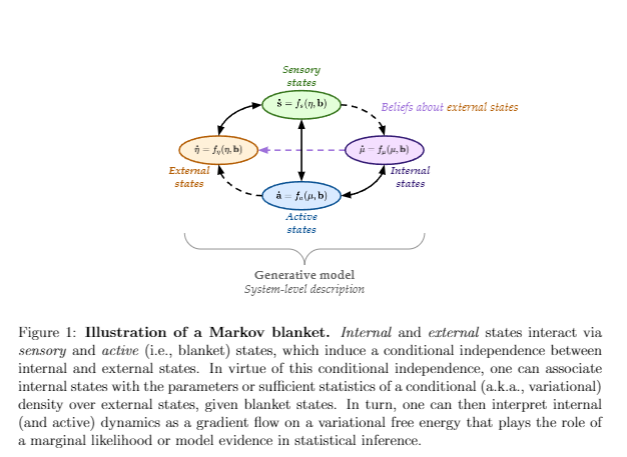 Sensory
states
ṡ = fₛ(η, b)
Beliefs about external states
η̇ = f_η(η, b)
μ̇ = f_μ(μ, b)
External
states
Internal
states
ȧ = fₐ(μ, b)
Active
states
Generative model
System-level description
Figure 1: Illustration of a Markov blanket. Internal and external states interact via
sensory and active (i.e., blanket) states, which induce a conditional independence between
internal and external states. In virtue of this conditional independence, one can associate
internal states with the parameters or sufficient statistics of a conditional (a.k.a., variational)
density over external states, given blanket states. In turn, one can then interpret internal
(and active) dynamics as a gradient flow on a variational free energy that plays the role of
a marginal likelihood or model evidence in statistical inference.